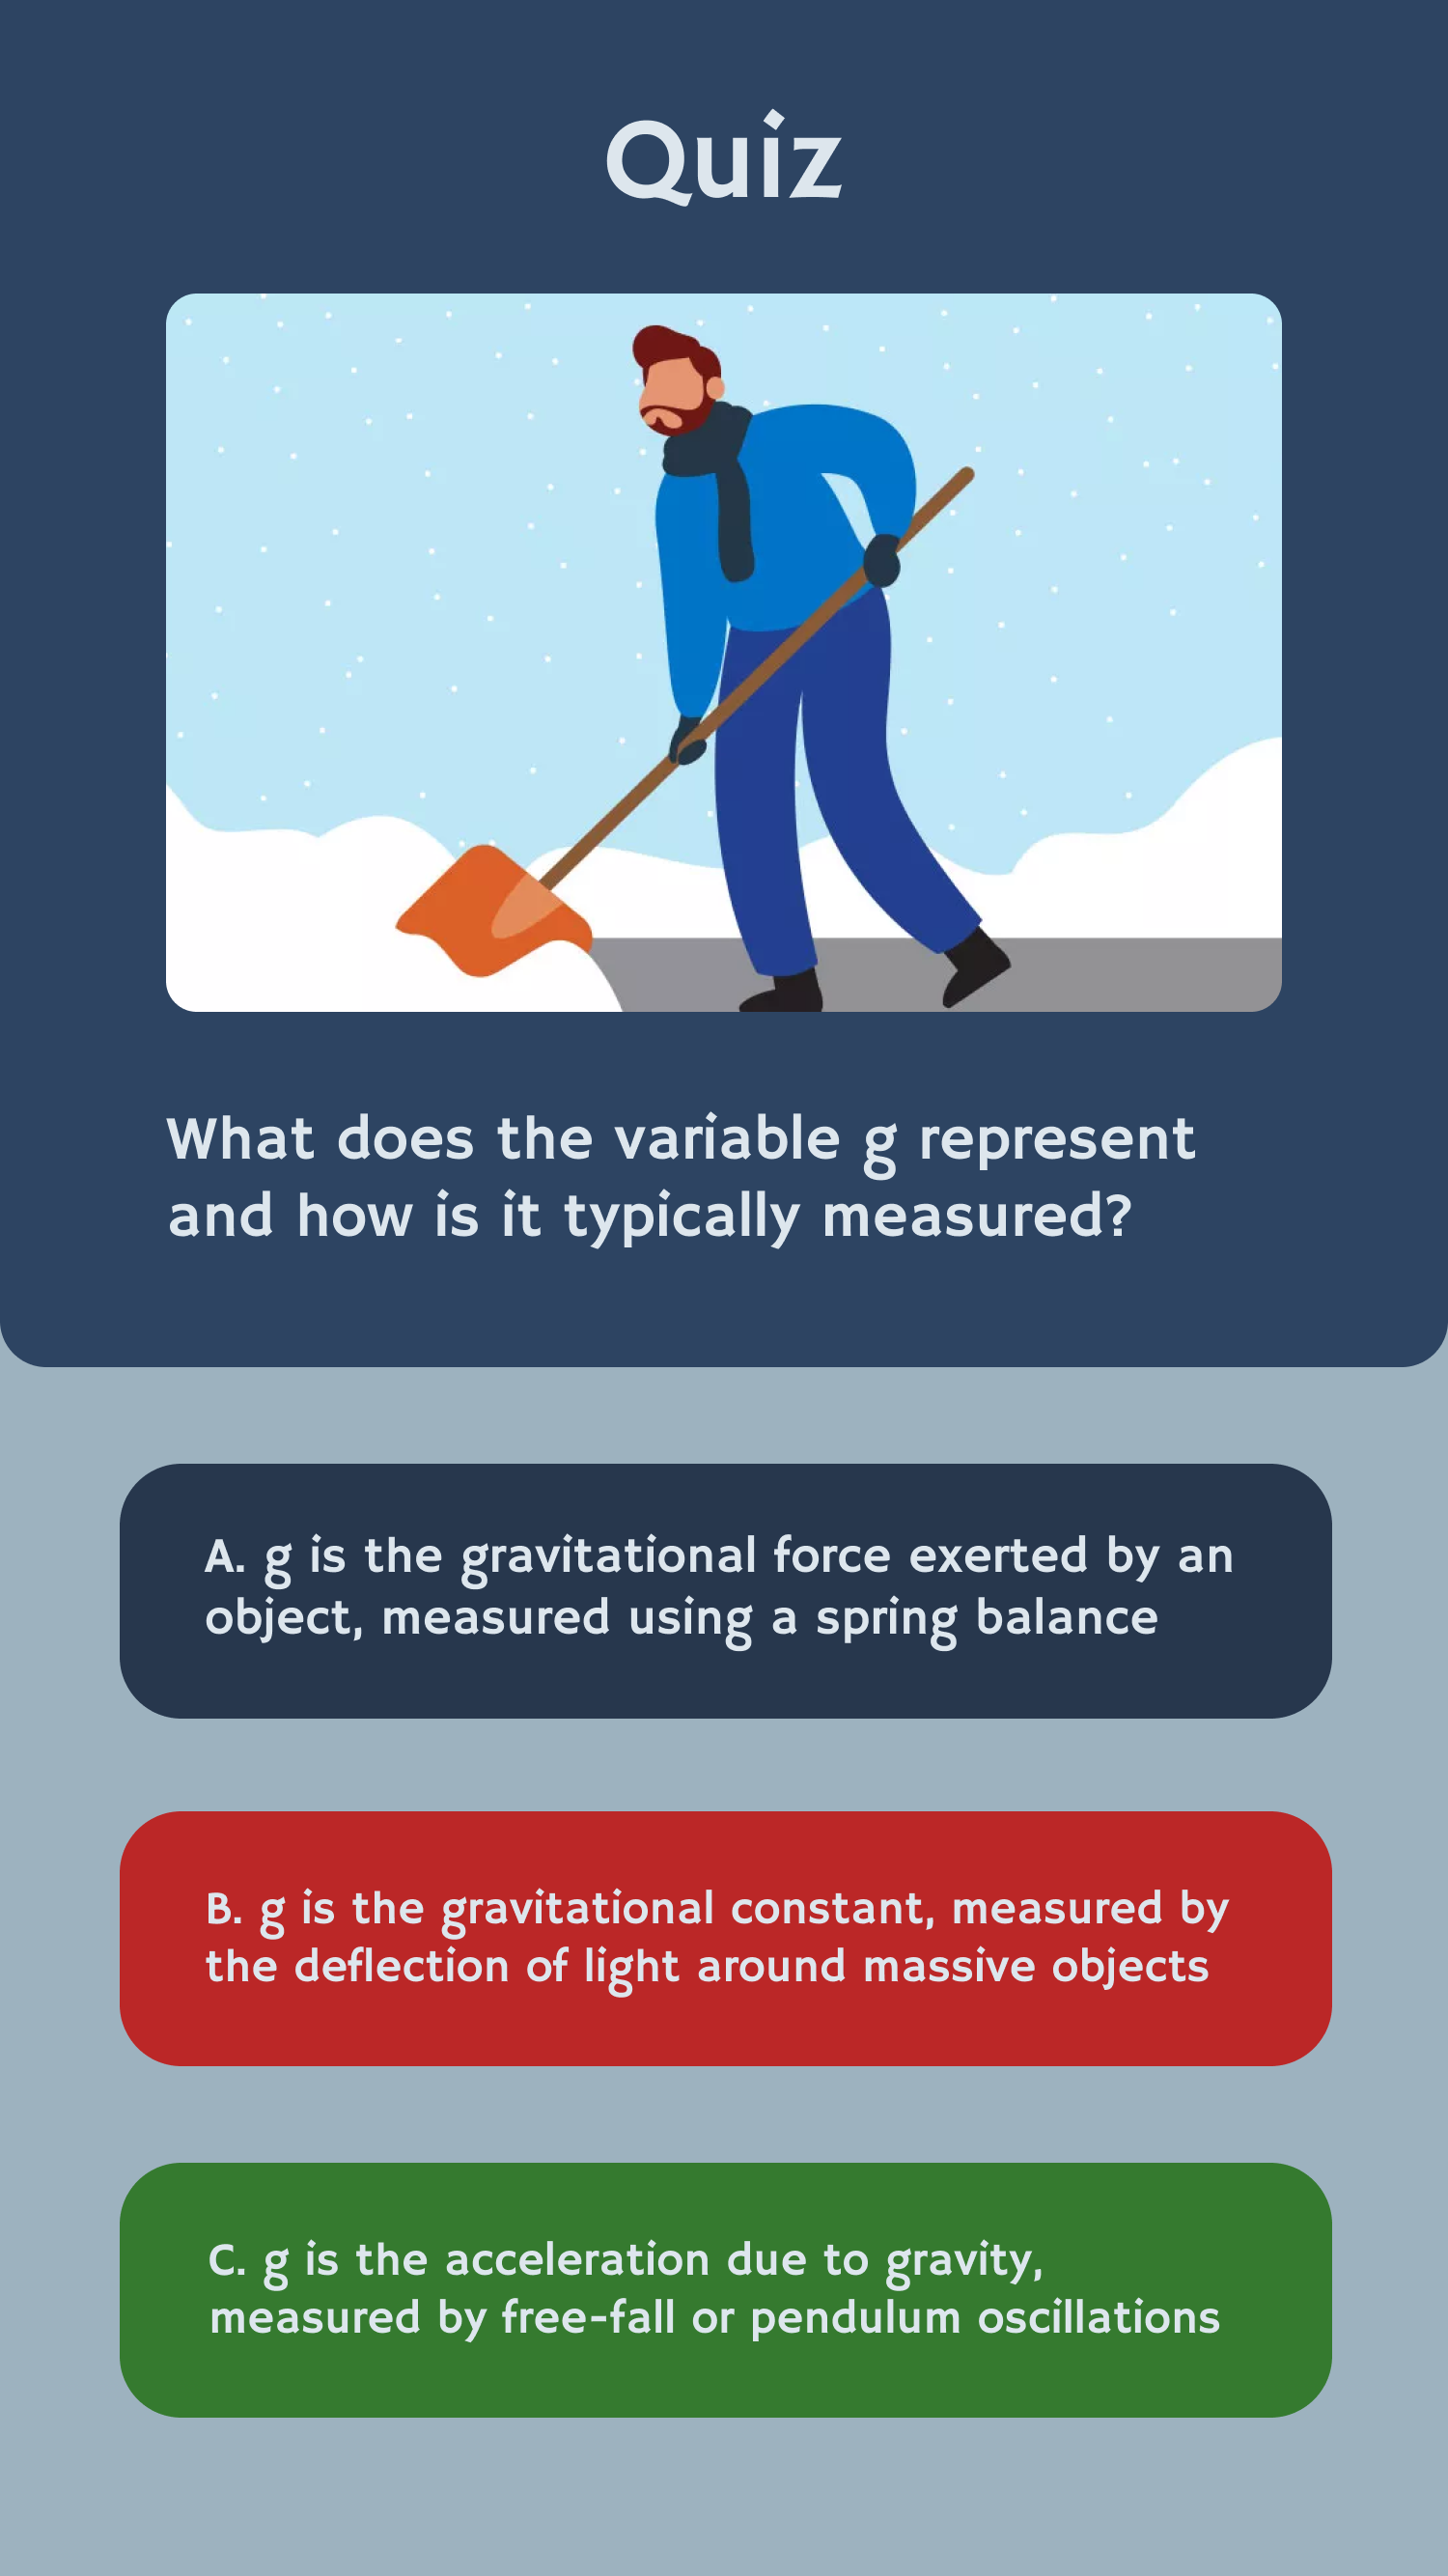 Quiz
What does the variable g represent
and how is it typically measured?
A. g is the gravitational force exerted by an
object, measured using a spring balance
B. g is the gravitational constant, measured by
the deflection of light around massive objects
C. g is the acceleration due to gravity,
measured by free-fall or pendulum oscillations